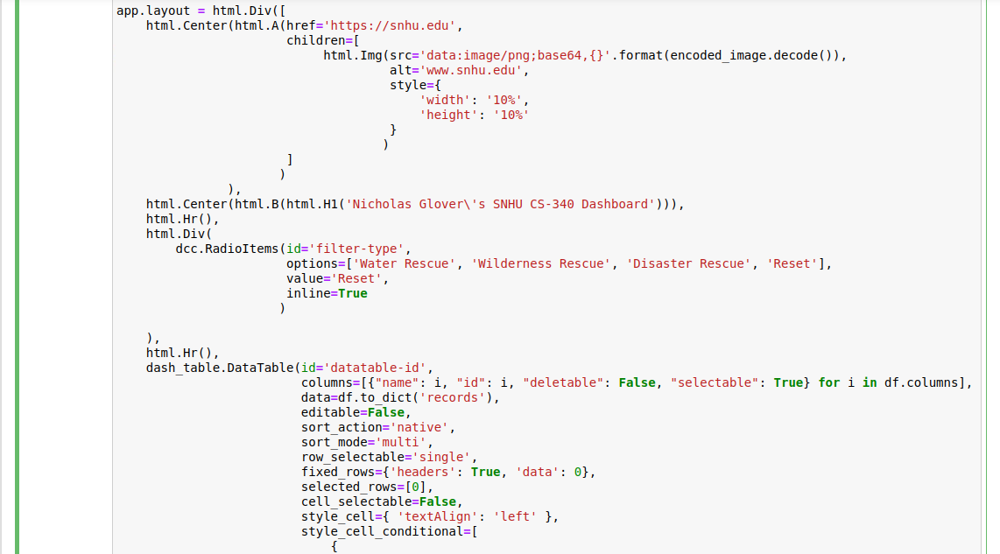 app.layout = html.Div([
    html.Center(html.A(href='https://snhu.edu',
                       children=[
                            html.Img(src='data:image/png;base64,{}'.format(encoded_image.decode()),
                                     alt='www.snhu.edu',
                                     style={
                                         'width': '10%',
                                         'height': '10%'
                                     }
                                    )
                       ]
                      )
               ),
    html.Center(html.B(html.H1('Nicholas Glover\'s SNHU CS-340 Dashboard'))),
    html.Hr(),
    html.Div(
        dcc.RadioItems(id='filter-type',
                       options=['Water Rescue', 'Wilderness Rescue', 'Disaster Rescue', 'Reset'],
                       value='Reset',
                       inline=True
                      )

    ),
    html.Hr(),
    dash_table.DataTable(id='datatable-id',
                         columns=[{"name": i, "id": i, "deletable": False, "selectable": True} for i in df.columns],
                         data=df.to_dict('records'),
                         editable=False,
                         sort_action='native',
                         sort_mode='multi',
                         row_selectable='single',
                         fixed_rows={'headers': True, 'data': 0},
                         selected_rows=[0],
                         cell_selectable=False,
                         style_cell={ 'textAlign': 'left' },
                         style_cell_conditional=[
                             {